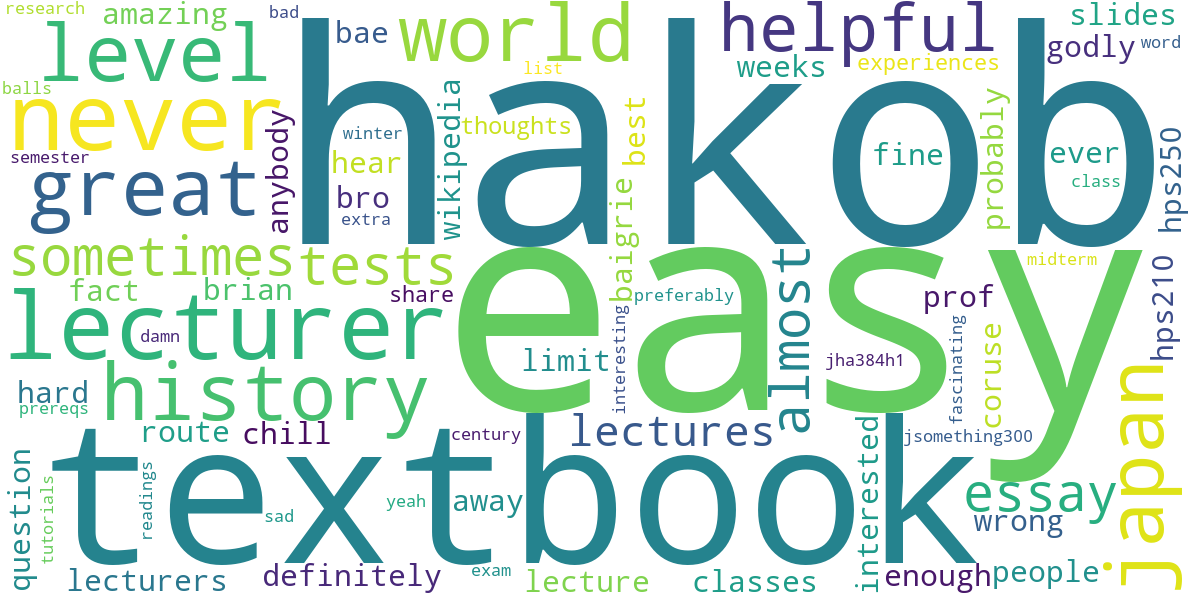 research
amazing
bad
bae
world
helpful
slides
level
godly
word
list
weeks
experiences
balls
never
hakob
winter
thoughts
wikipedia
best
anybody
semester
hear
fine
ever
probably
hps250
great
bro
extra
class
baigrie
sometimes
tests
easy
almost
midterm
fact
brian
share
preferably
prof
hps210
lecturer
damn
limit
interesting
jha384h1
fascinating
coruse
hard
prereqs
history
japan
route
chill
century
lectures
jsomething300
textbook
question
tutorials
readings
sad
yeah
away
interested
essay
wrong
lecturers
definitely
exam
lecture
classes
enough
people